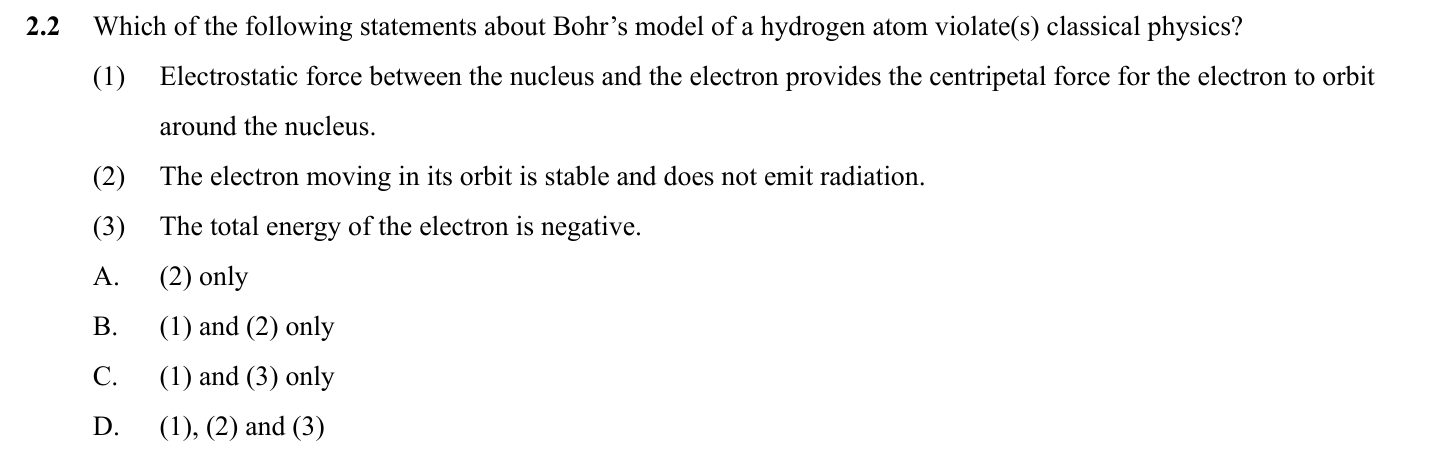 2.2 Which of the following statements about Bohr’s model of a hydrogen atom violate(s) classical physics?
(1) Electrostatic force between the nucleus and the electron provides the centripetal force for the electron to orbit
around the nucleus.
(2) The electron moving in its orbit is stable and does not emit radiation.
(3) The total energy of the electron is negative.
A. (2) only
B. (1) and (2) only
C. (1) and (3) only
D. (1), (2) and (3)